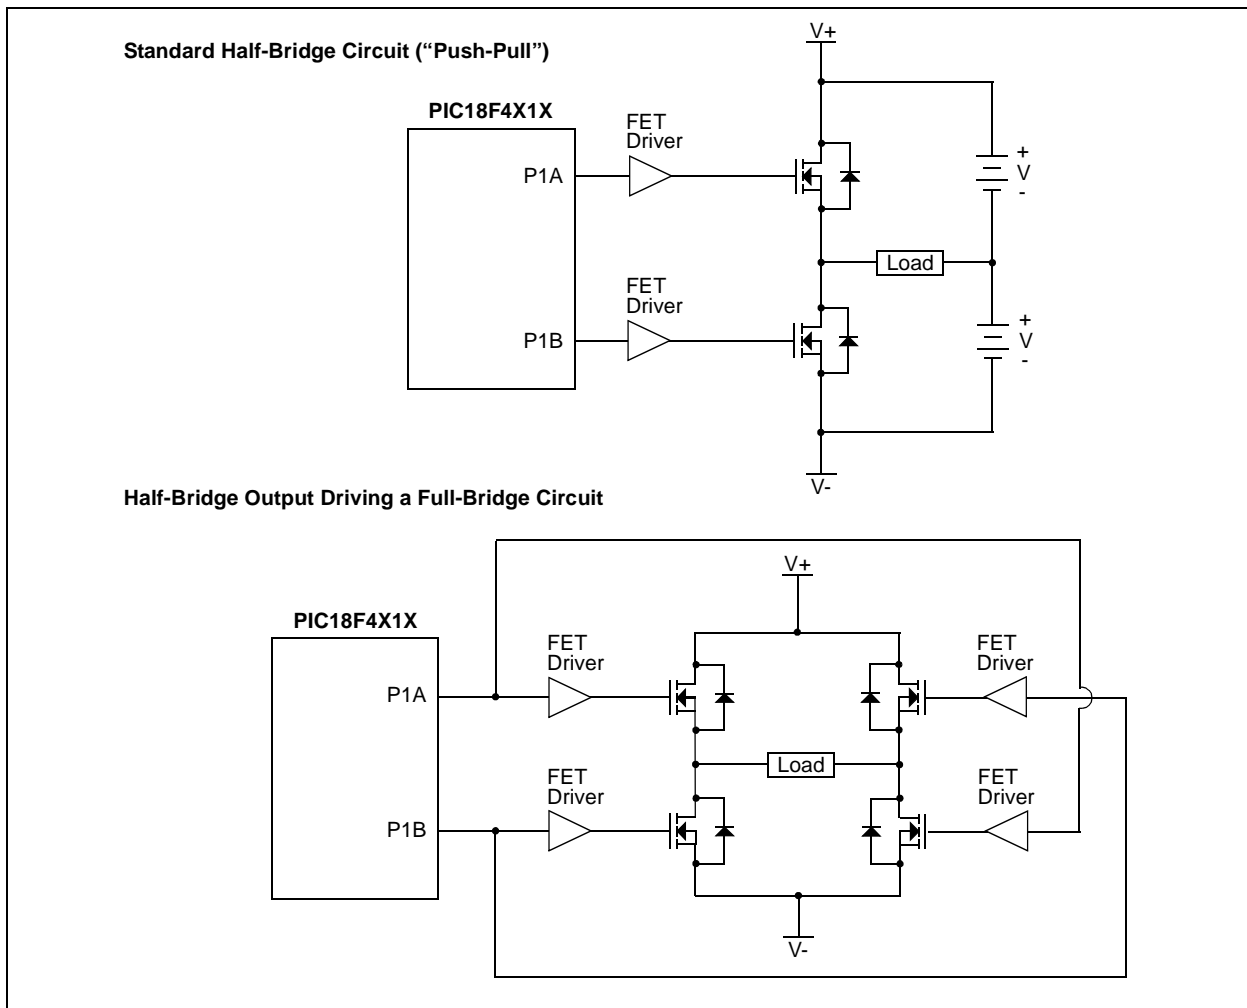 Standard Half-Bridge Circuit (“Push-Pull”)
V+
PIC18F4X1X
FET
Driver
P1A
+
V
-
Load
FET
Driver
P1B
+
V
-
V-
Half-Bridge Output Driving a Full-Bridge Circuit
V+
PIC18F4X1X
FET
Driver
FET
Driver
P1A
Load
FET
Driver
FET
Driver
P1B
V-